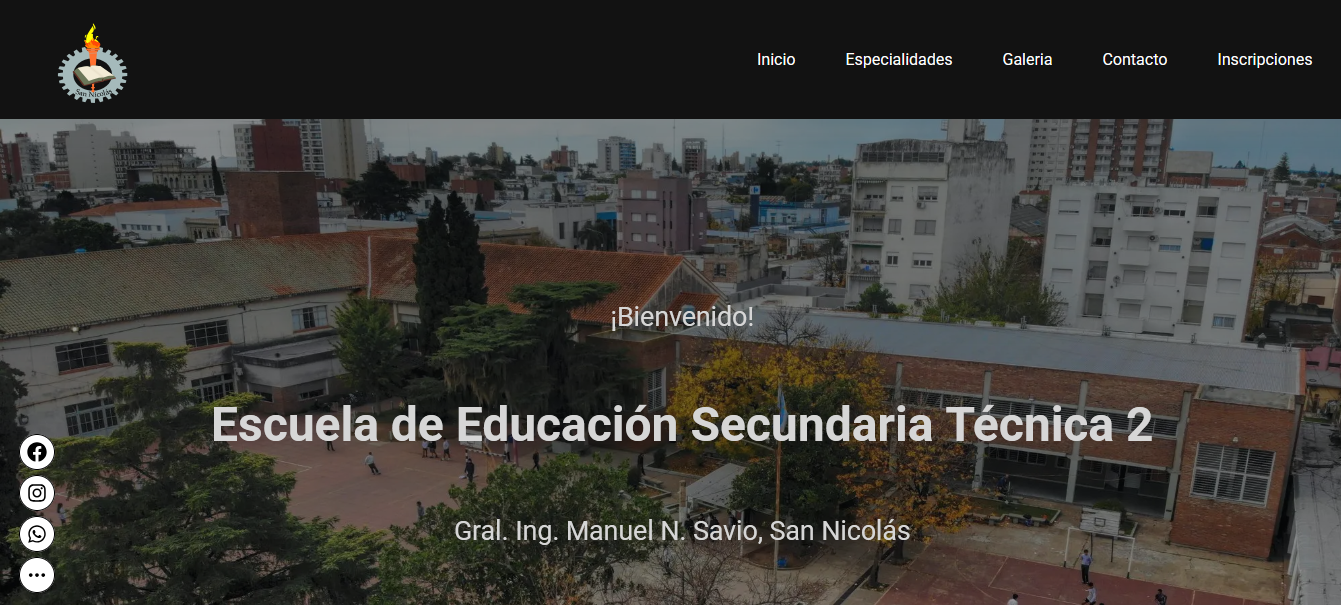 San Nicolás
Inicio
Especialidades
Galeria
Contacto
Inscripciones
¡Bienvenido!
Escuela de Educación Secundaria Técnica 2
Gral. Ing. Manuel N. Savio, San Nicolás